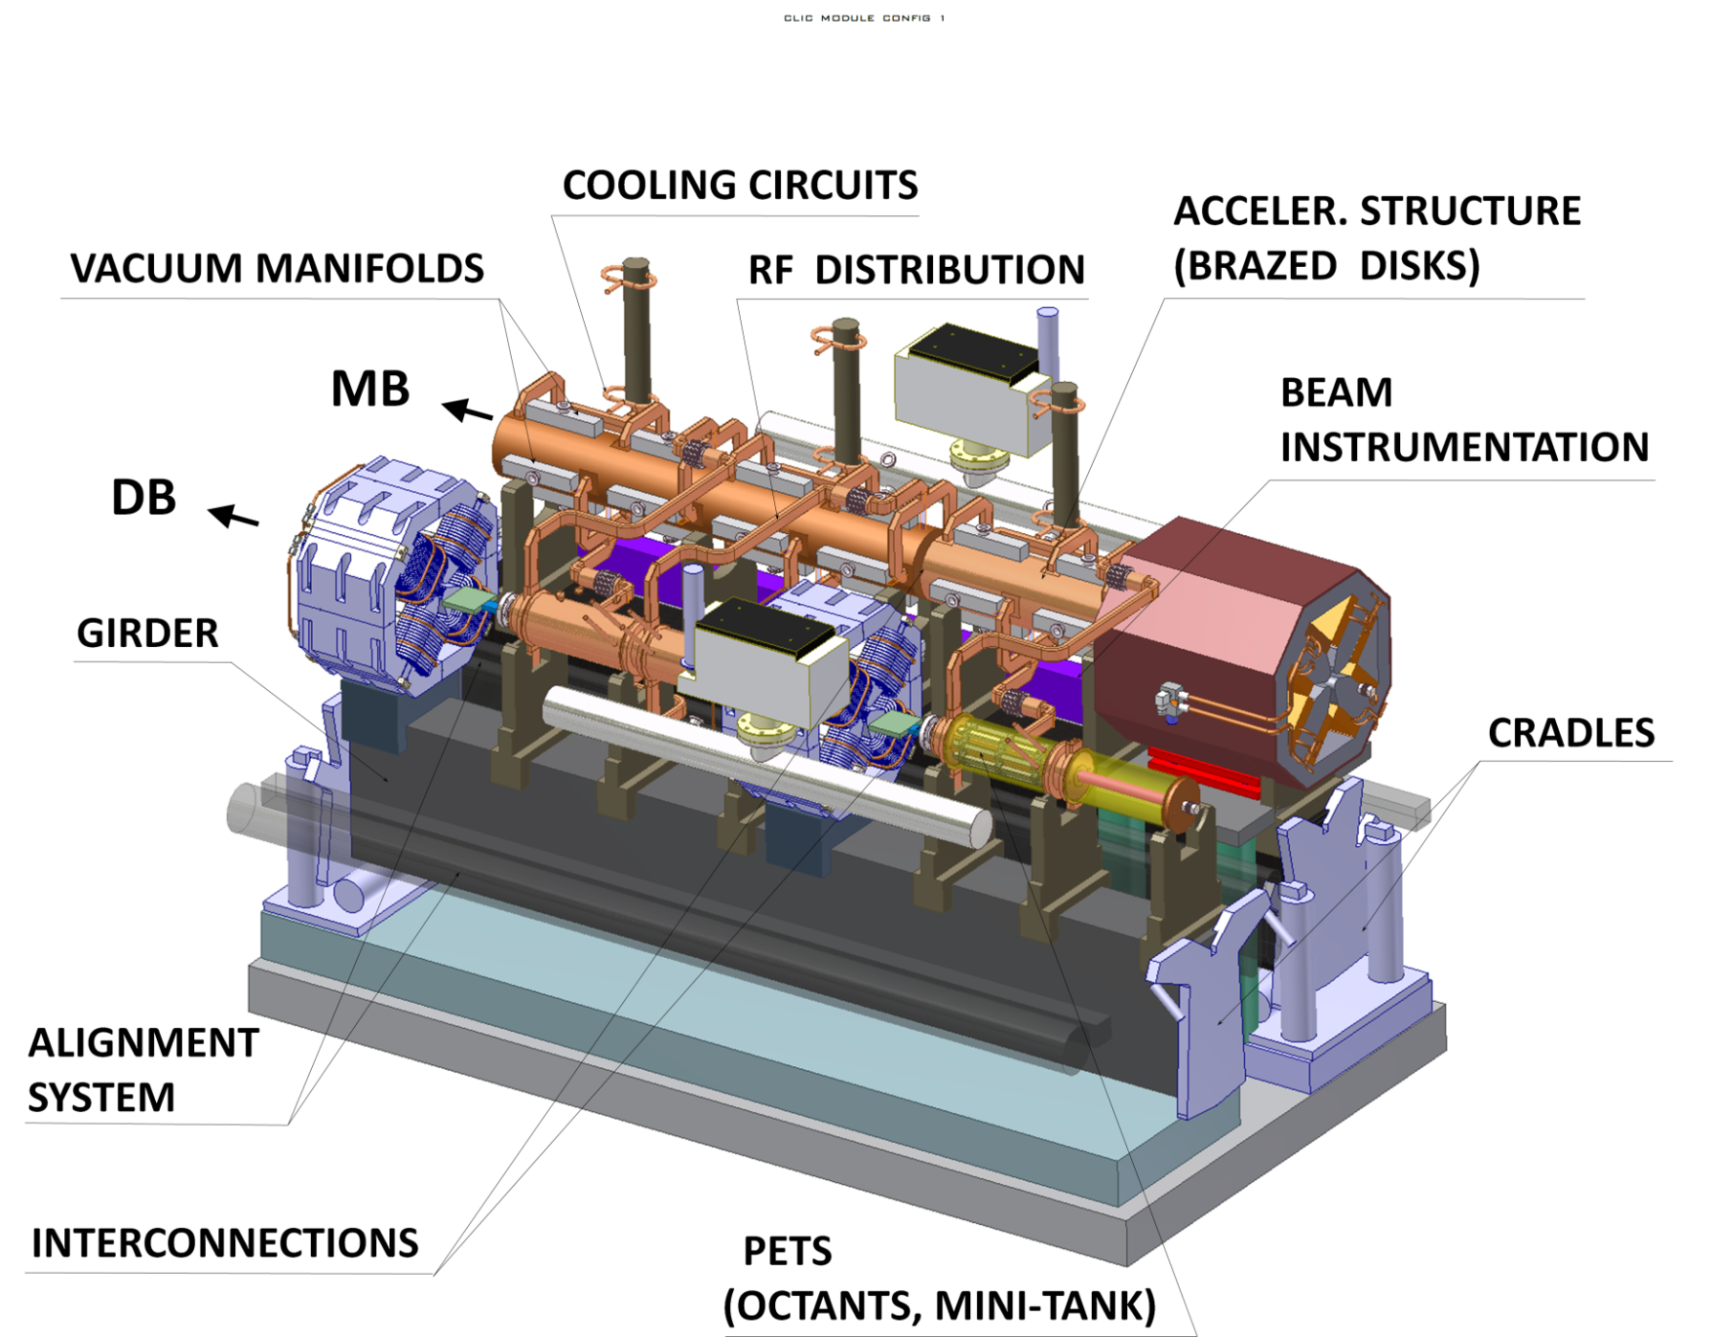 CLIC MODULE CONFIG 1
COOLING CIRCUITS
ACCELER. STRUCTURE
(BRAZED DISKS)
VACUUM MANIFOLDS
RF DISTRIBUTION
MB
BEAM
INSTRUMENTATION
DB
GIRDER
CRADLES
ALIGNMENT
SYSTEM
INTERCONNECTIONS
PETS
(OCTANTS, MINI-TANK)